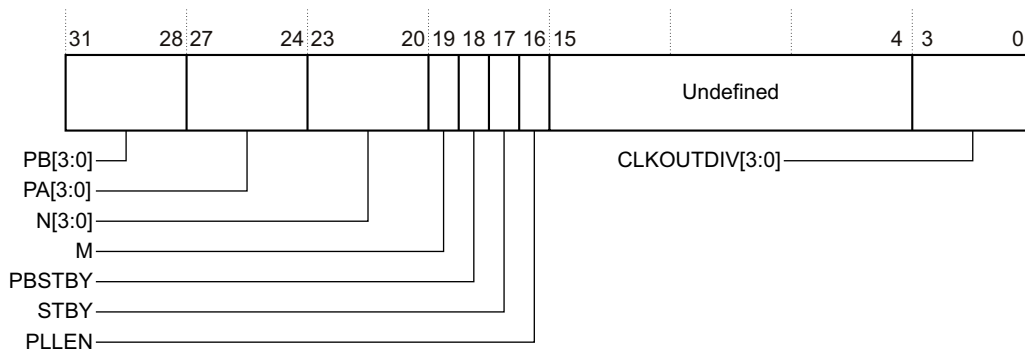 31 28 27 24 23 20 19 18 17 16 15 4 3 0
Undefined
PB[3:0] CLKOUTDIV[3:0]
PA[3:0]
N[3:0]
M
PBSTBY
STBY
PLLEN